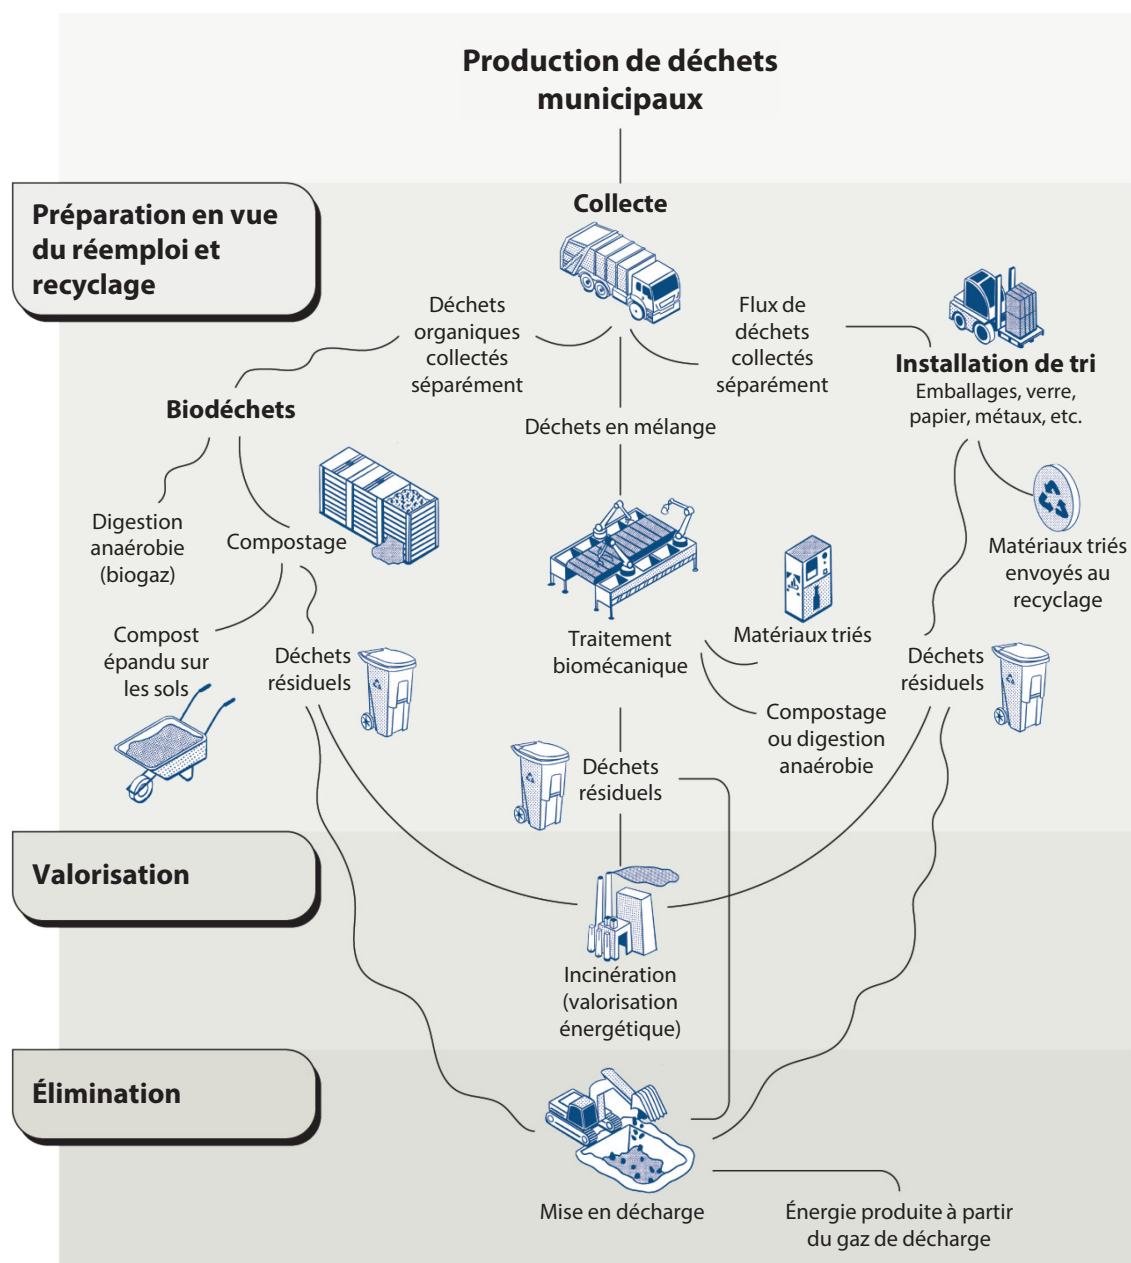 Production de déchets
municipaux
Préparation en vue
du réemploi et
recyclage
Collecte
Déchets
organiques
collectés
séparément
Flux de
déchets
collectés
séparément
Installation de tri
Emballages, verre,
papier, métaux, etc.
Biodéchets
Déchets en mélange
Digestion
anaérobie
(biogaz)
Compostage
Matériaux triés
envoyés au
recyclage
Compost
épandu sur
les sols
Déchets
résiduels
Traitement
biomécanique
Matériaux triés
Déchets
résiduels
Compostage
ou digestion
anaérobie
Déchets
résiduels
Valorisation
Incinération
(valorisation
énergétique)
Élimination
Mise en décharge
Énergie produite à partir
du gaz de décharge